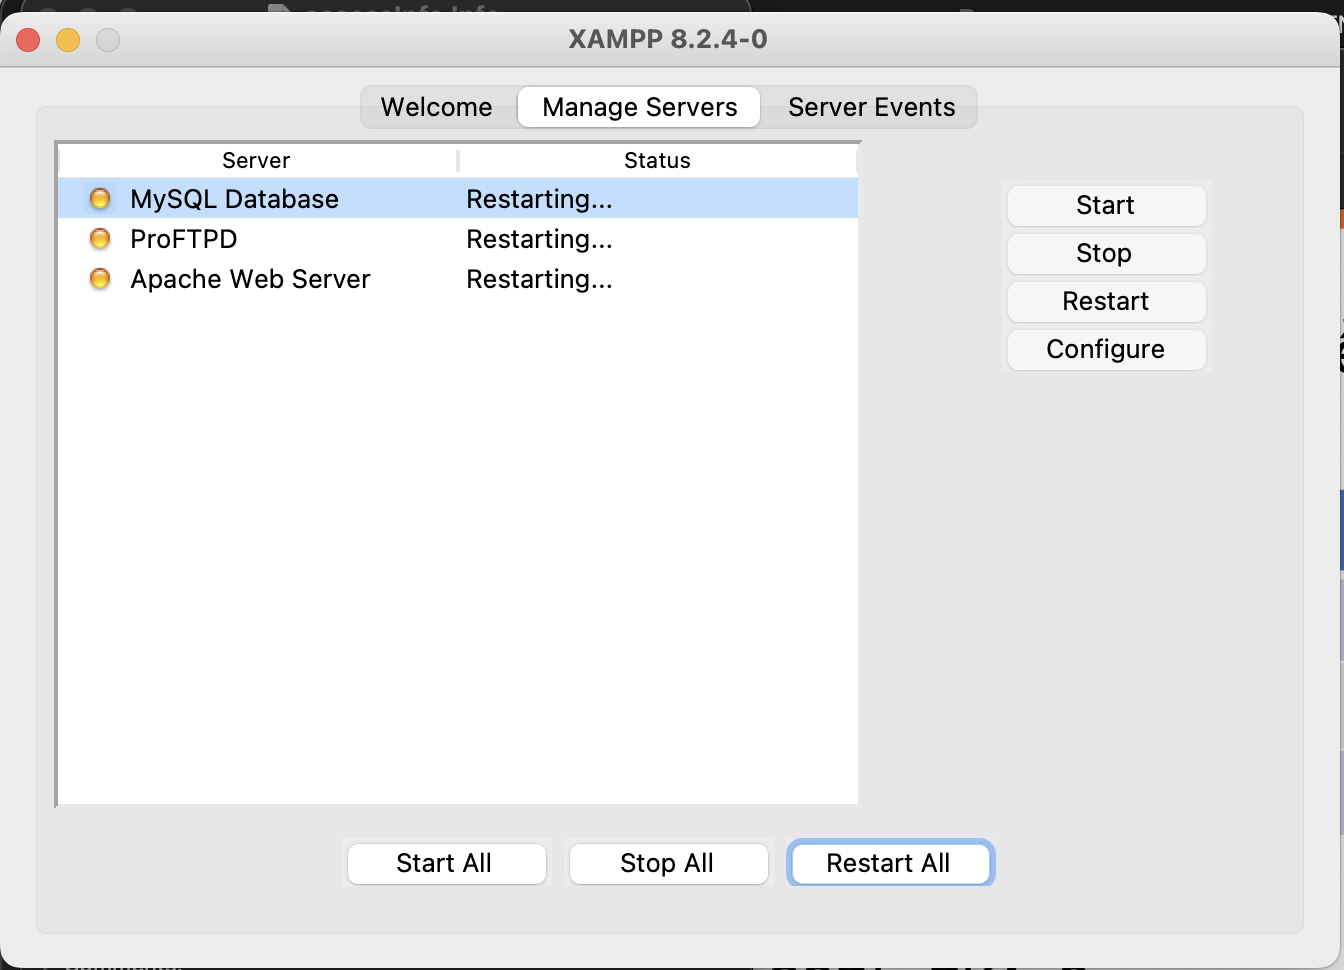 XAMPP 8.2.4-0
Welcome Manage Servers Server Events
Server Status
MySQL Database Restarting...
ProFTPD Restarting...
Apache Web Server Restarting...
Start
Stop
Restart
Configure
Start All Stop All Restart All